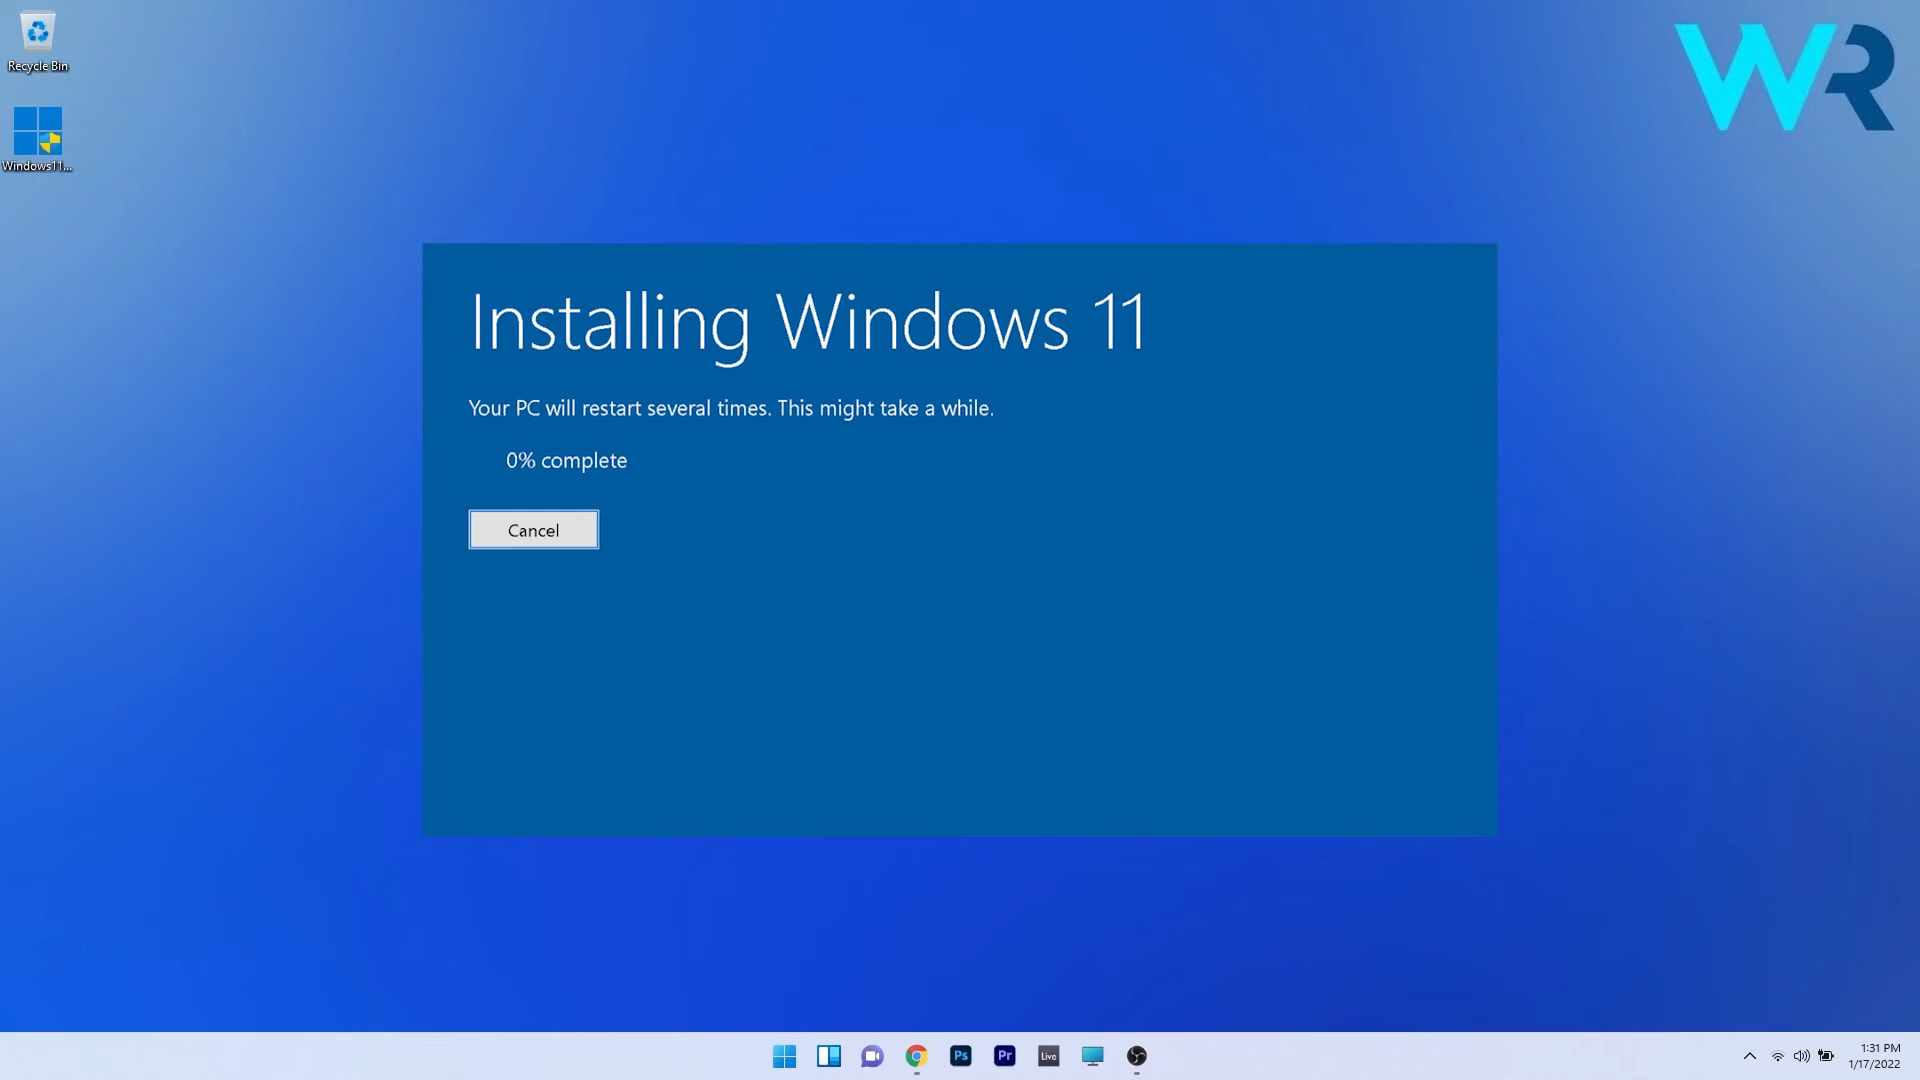 Recycle Bin
Windows11...
WR
Installing Windows 11
Your PC will restart several times. This might take a while.
0% complete
Cancel
Ps
Pr
Live
1:31 PM
1/17/2022